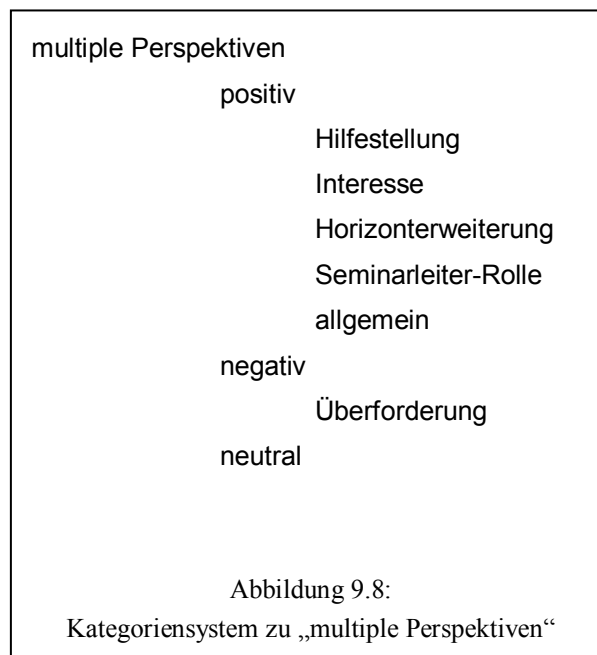 multiple Perspektiven
positiv
Hilfestellung
Interesse
Horizonterweiterung
Seminarleiter-Rolle
allgemein
negativ
Überforderung
neutral
Abbildung 9.8:
Kategoriensystem zu „multiple Perspektiven“